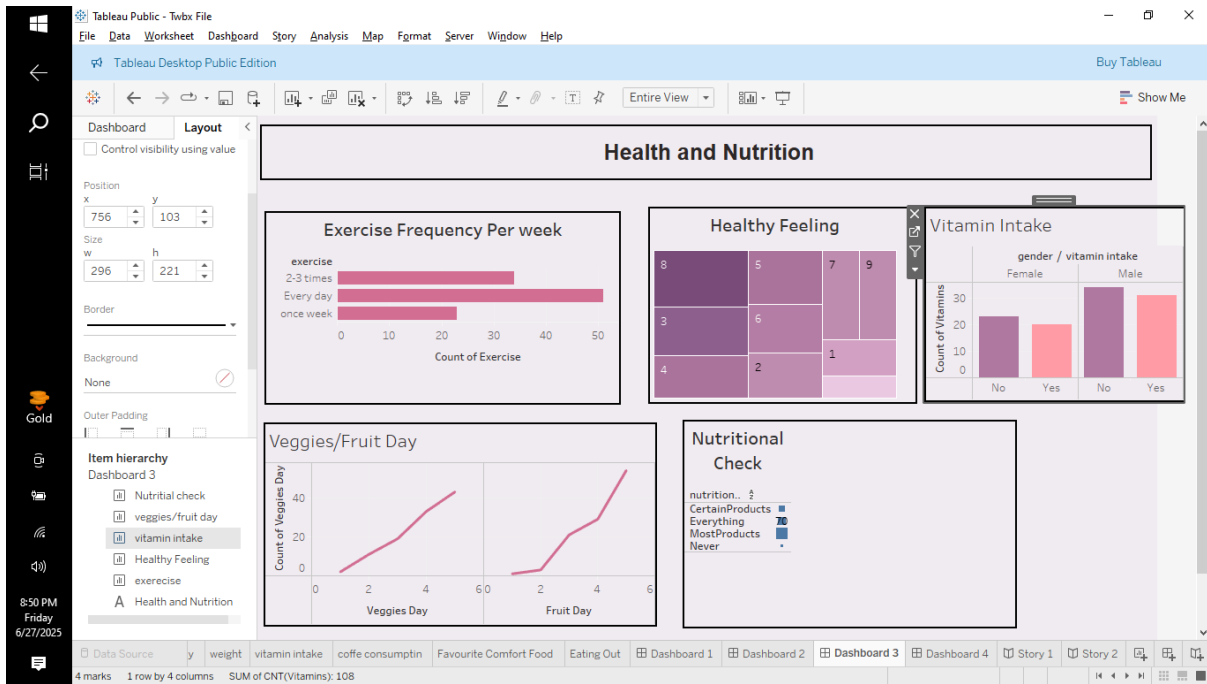 Tableau Public - Twbx File
File Data Worksheet Dashboard Story Analysis Map Format Server Window Help
Tableau Desktop Public Edition
Buy Tableau
Entire View
Show Me
Dashboard Layout
Control visibility using value
Position
x y
756 103
Size
w h
296 221
Border
Background
None
Outer Padding
Item hierarchy
Dashboard 3
Nutritial check
veggies/fruit day
vitamin intake
Healthy Feeling
exerecise
Health and Nutrition
Gold
8:50 PM
Friday
6/27/2025
Health and Nutrition
Exercise Frequency Per week
exercise
2-3 times
Every day
once week
0 10 20 30 40 50
Count of Exercise
Healthy Feeling
8 5 7 9
3 6
4 2 1
Vitamin Intake
gender / vitamin intake
Female Male
Count of Vitamins
30
20
10
0
No Yes No Yes
Veggies/Fruit Day
Count of Veggies Day
40
20
0
0 2 4 6 0 2 4 6
Veggies Day Fruit Day
Nutritional
Check
nutrition..
CertainProducts
Everything 70
MostProducts
Never
Data Source y weight vitamin intake coffe consumptin Favourite Comfort Food Eating Out Dashboard 1 Dashboard 2 Dashboard 3 Dashboard 4 Story 1 Story 2
4 marks 1 row by 4 columns SUM of CNT(Vitamins): 108